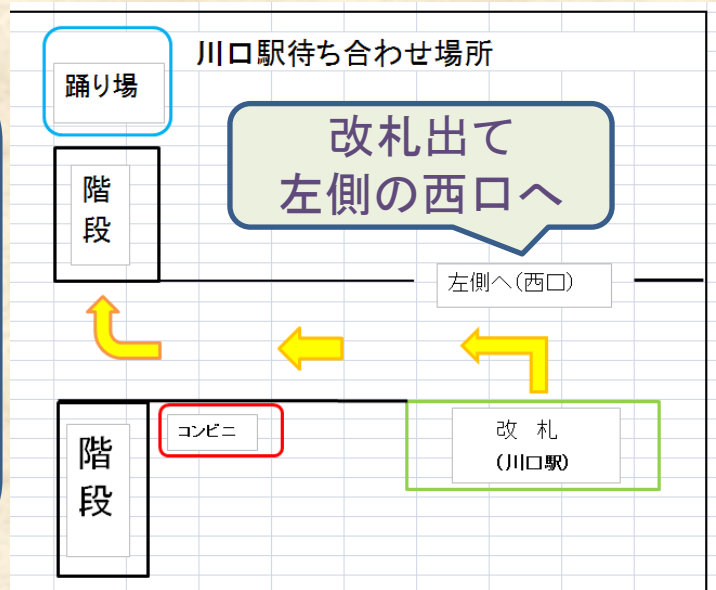 川口駅待ち合わせ場所
踊り場
改札出て
左側の西口へ
階
段
左側へ(西口)
コンビニ
改 札
(川口駅)
階
段